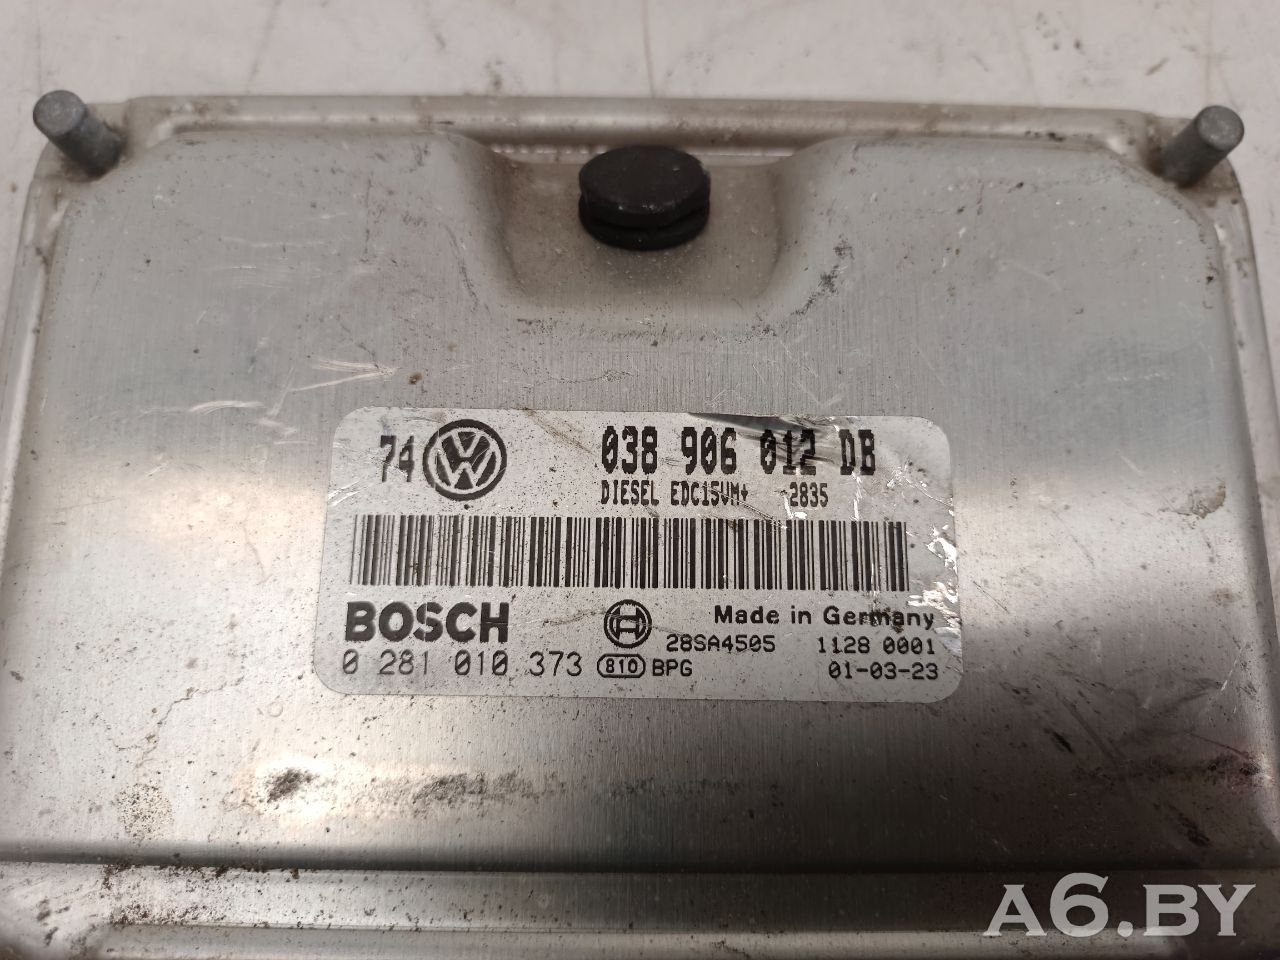 74 VW 038 906 012 DB
DIESEL EDC15VM+ 2835
BOSCH Made in Germany
28SA4505 1128 0001
0 281 010 373 810 BPG 01-03-23
A6.BY